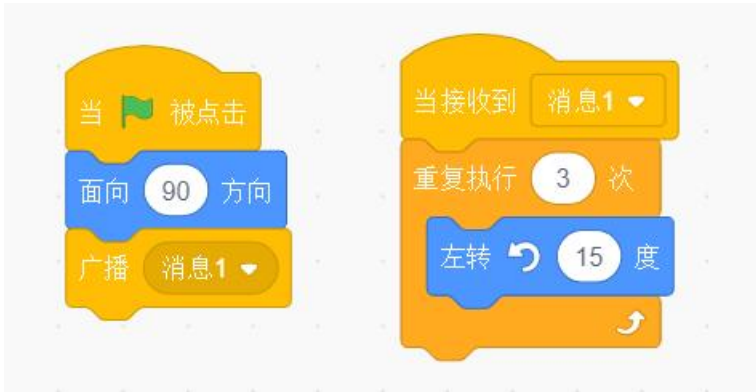 当 被点击
面向 90 方向
广播 消息1
当接收到 消息1
重复执行 3 次
左转 15 度